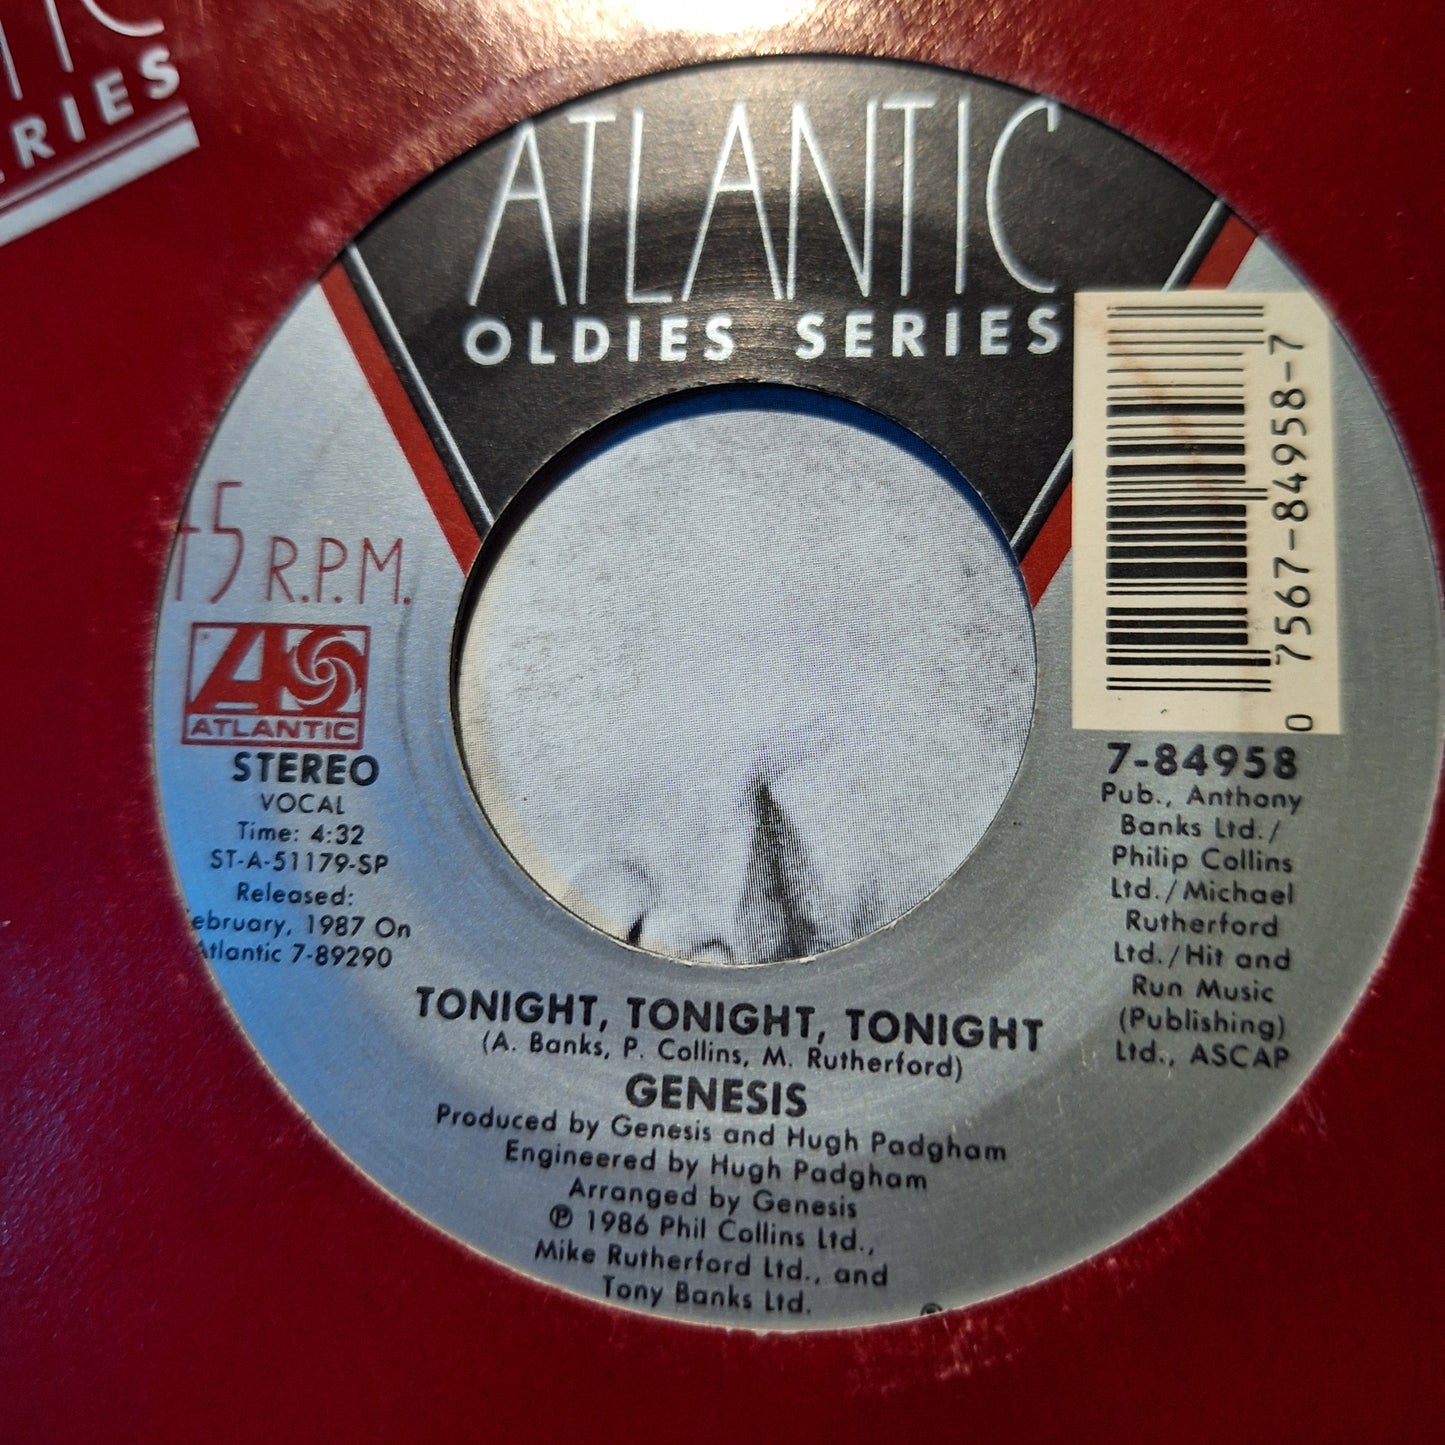 ATLANTIC
OLDIES SERIES
SERIES
45 R.P.M.
ATLANTIC
STEREO
VOCAL
Time: 4:32
ST-A-51179-SP
Released:
February, 1987 On
Atlantic 7-89290
0 7567-84958-7
7-84958
Pub., Anthony
Banks Ltd./
Philip Collins
Ltd./Michael
Rutherford
Ltd./Hit and
Run Music
(Publishing)
Ltd., ASCAP
TONIGHT, TONIGHT, TONIGHT
(A. Banks, P. Collins, M. Rutherford)
GENESIS
Produced by Genesis and Hugh Padgham
Engineered by Hugh Padgham
Arranged by Genesis
℗ 1986 Phil Collins Ltd.,
Mike Rutherford Ltd., and
Tony Banks Ltd.